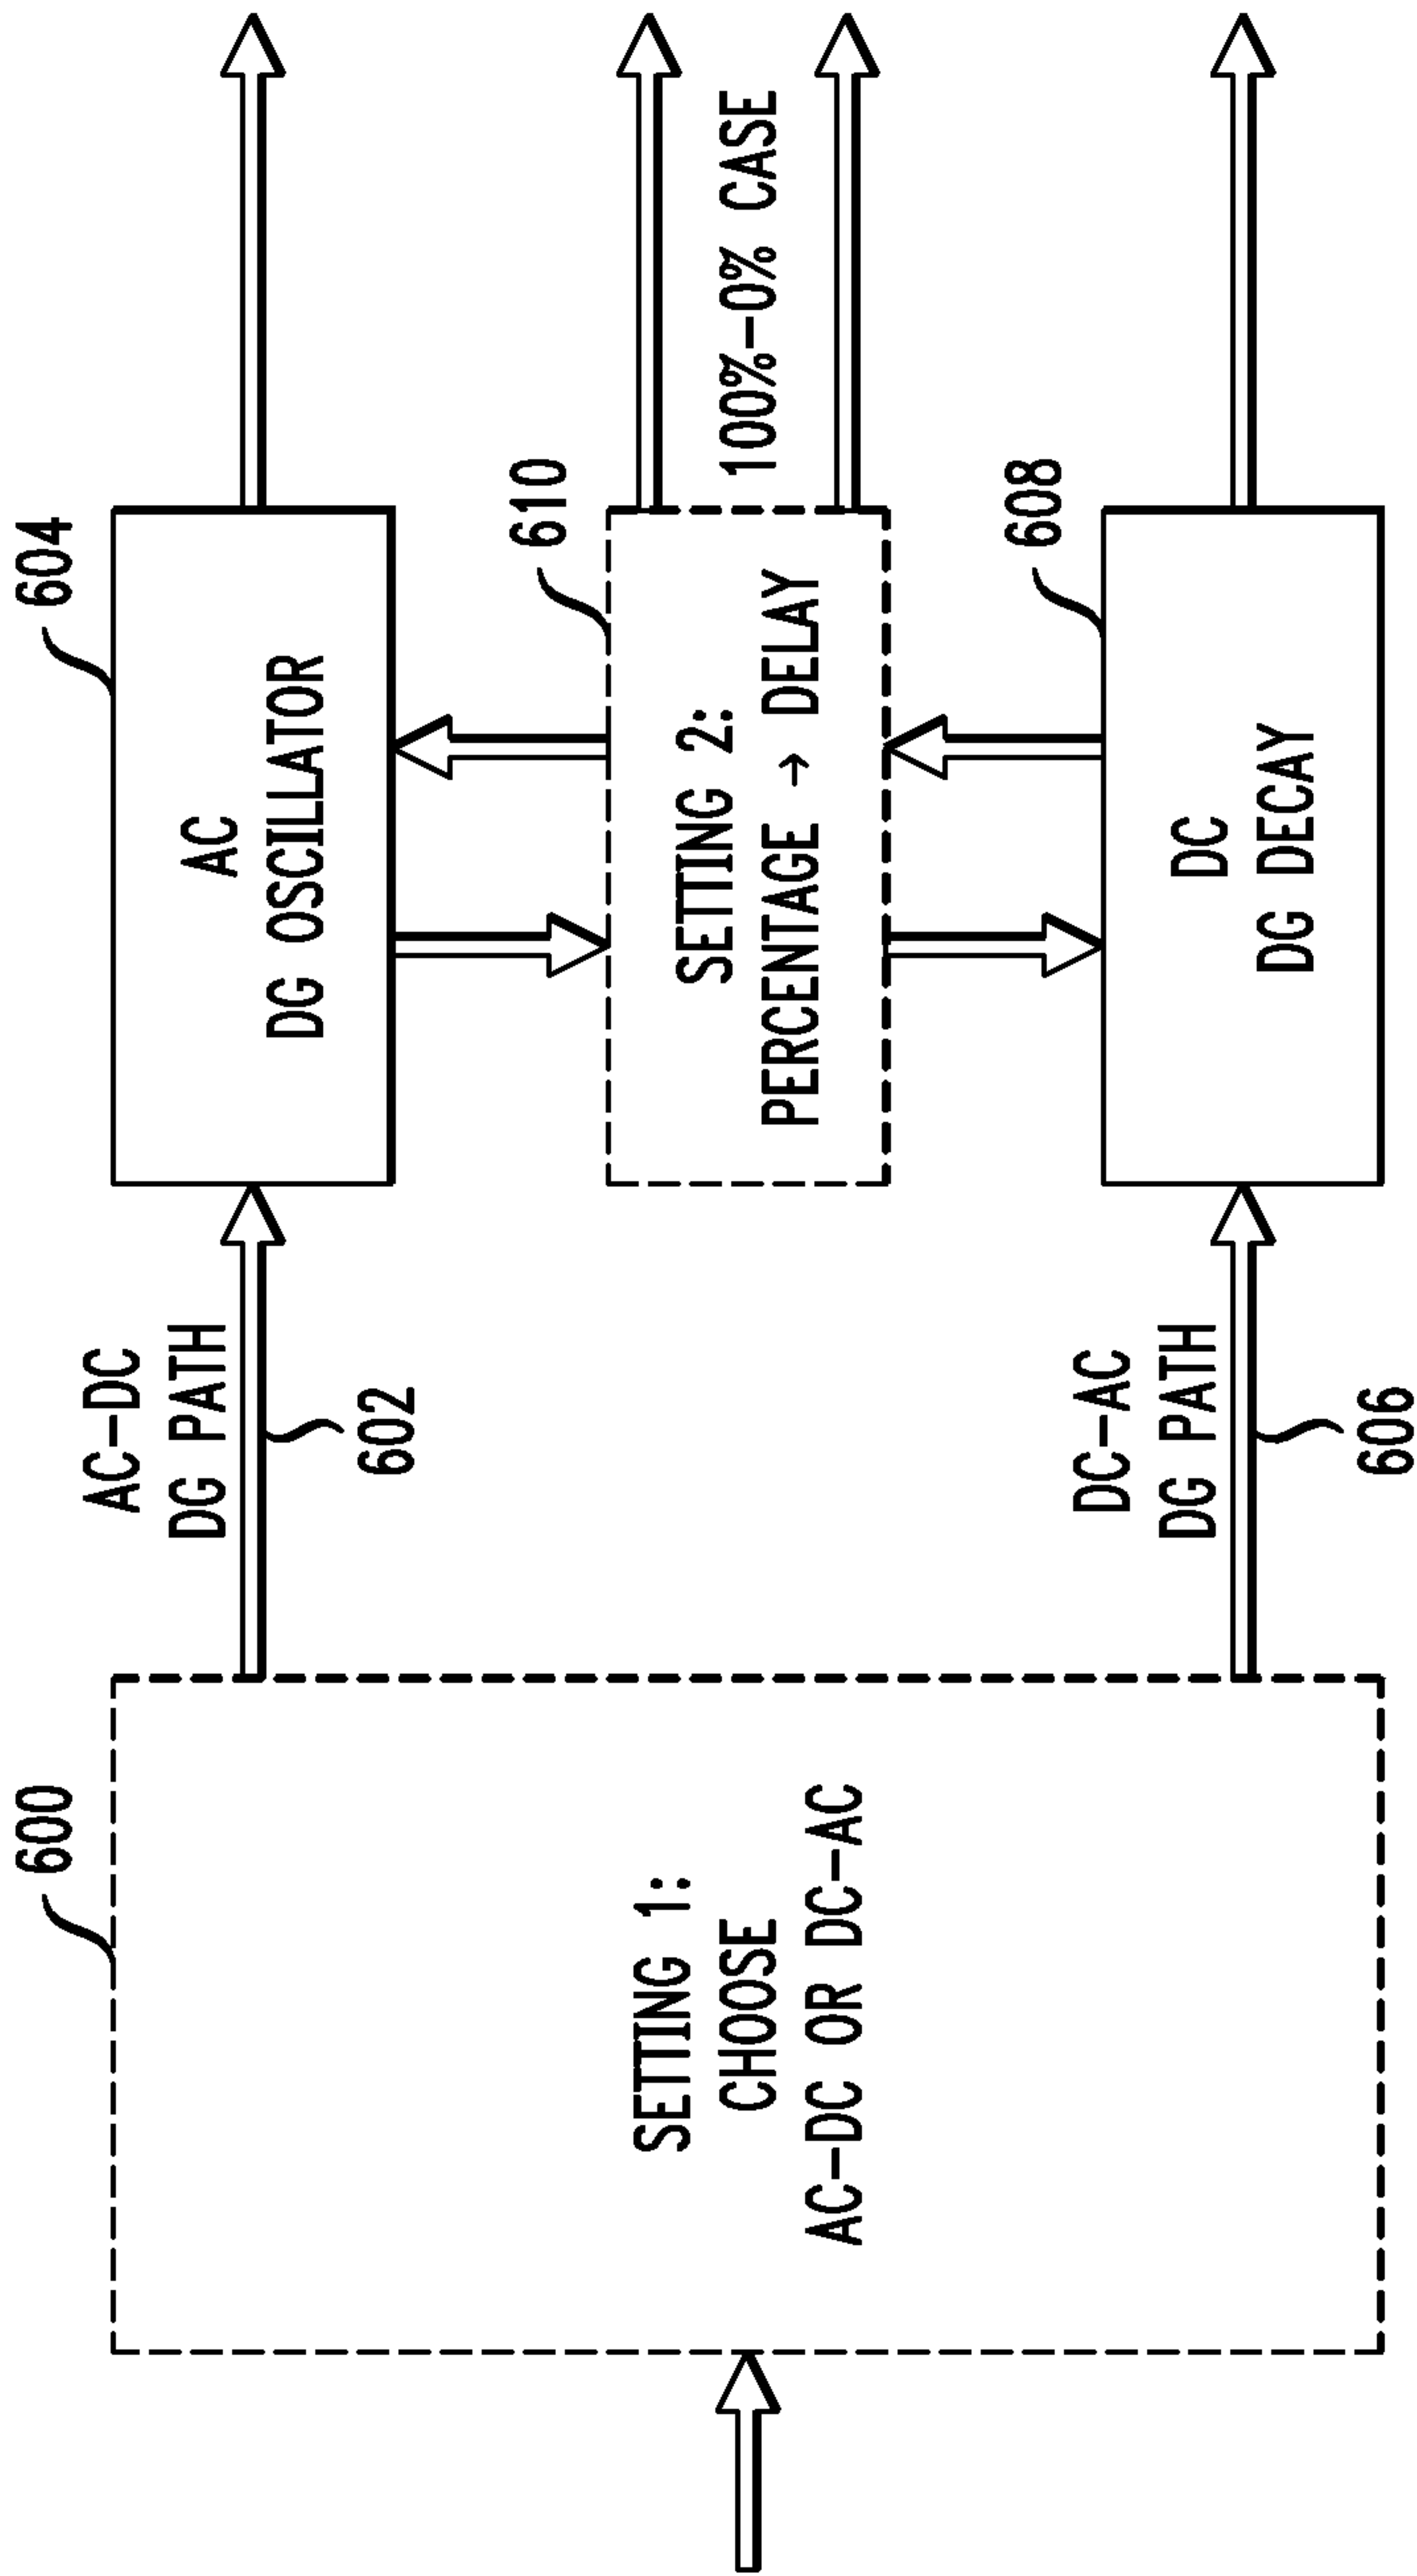 600
SETTING 1:
CHOOSE
AC-DC OR DC-AC
AC-DC
DG PATH
602
DC-AC
DG PATH
606
604
AC
DG OSCILLATOR
610
SETTING 2:
PERCENTAGE → DELAY
608
DC
DG DECAY
100%-0% CASE